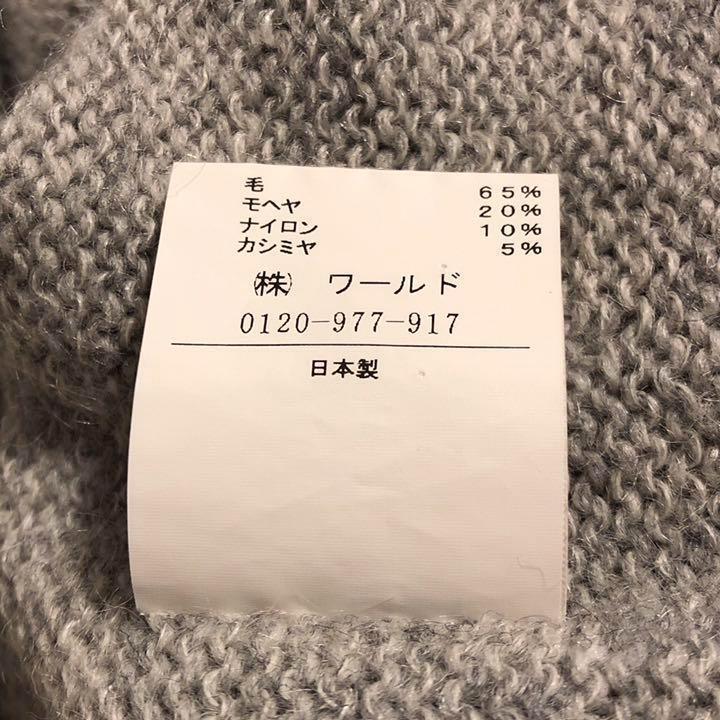 毛 65%
モヘヤ 20%
ナイロン 10%
カシミヤ 5%
㈱ ワールド
0120-977-917
日本製